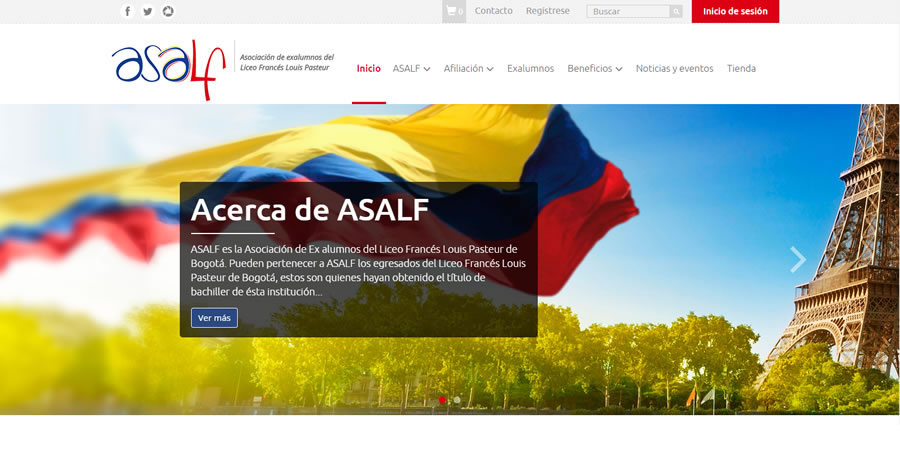 0 Contacto Registrese Buscar Inicio de sesión
asalf
Asociación de exalumnos del
Liceo Francés Louis Pasteur
Inicio ASALF Afiliación Exalumnos Beneficios Noticias y eventos Tienda
Acerca de ASALF
ASALF es la Asociación de Ex alumnos del Liceo Francés Louis Pasteur de
Bogotá. Pueden pertenecer a ASALF los egresados del Liceo Francés Louis
Pasteur de Bogotá, estos son quienes hayan obtenido el título de
bachiller de ésta institución...
Ver más